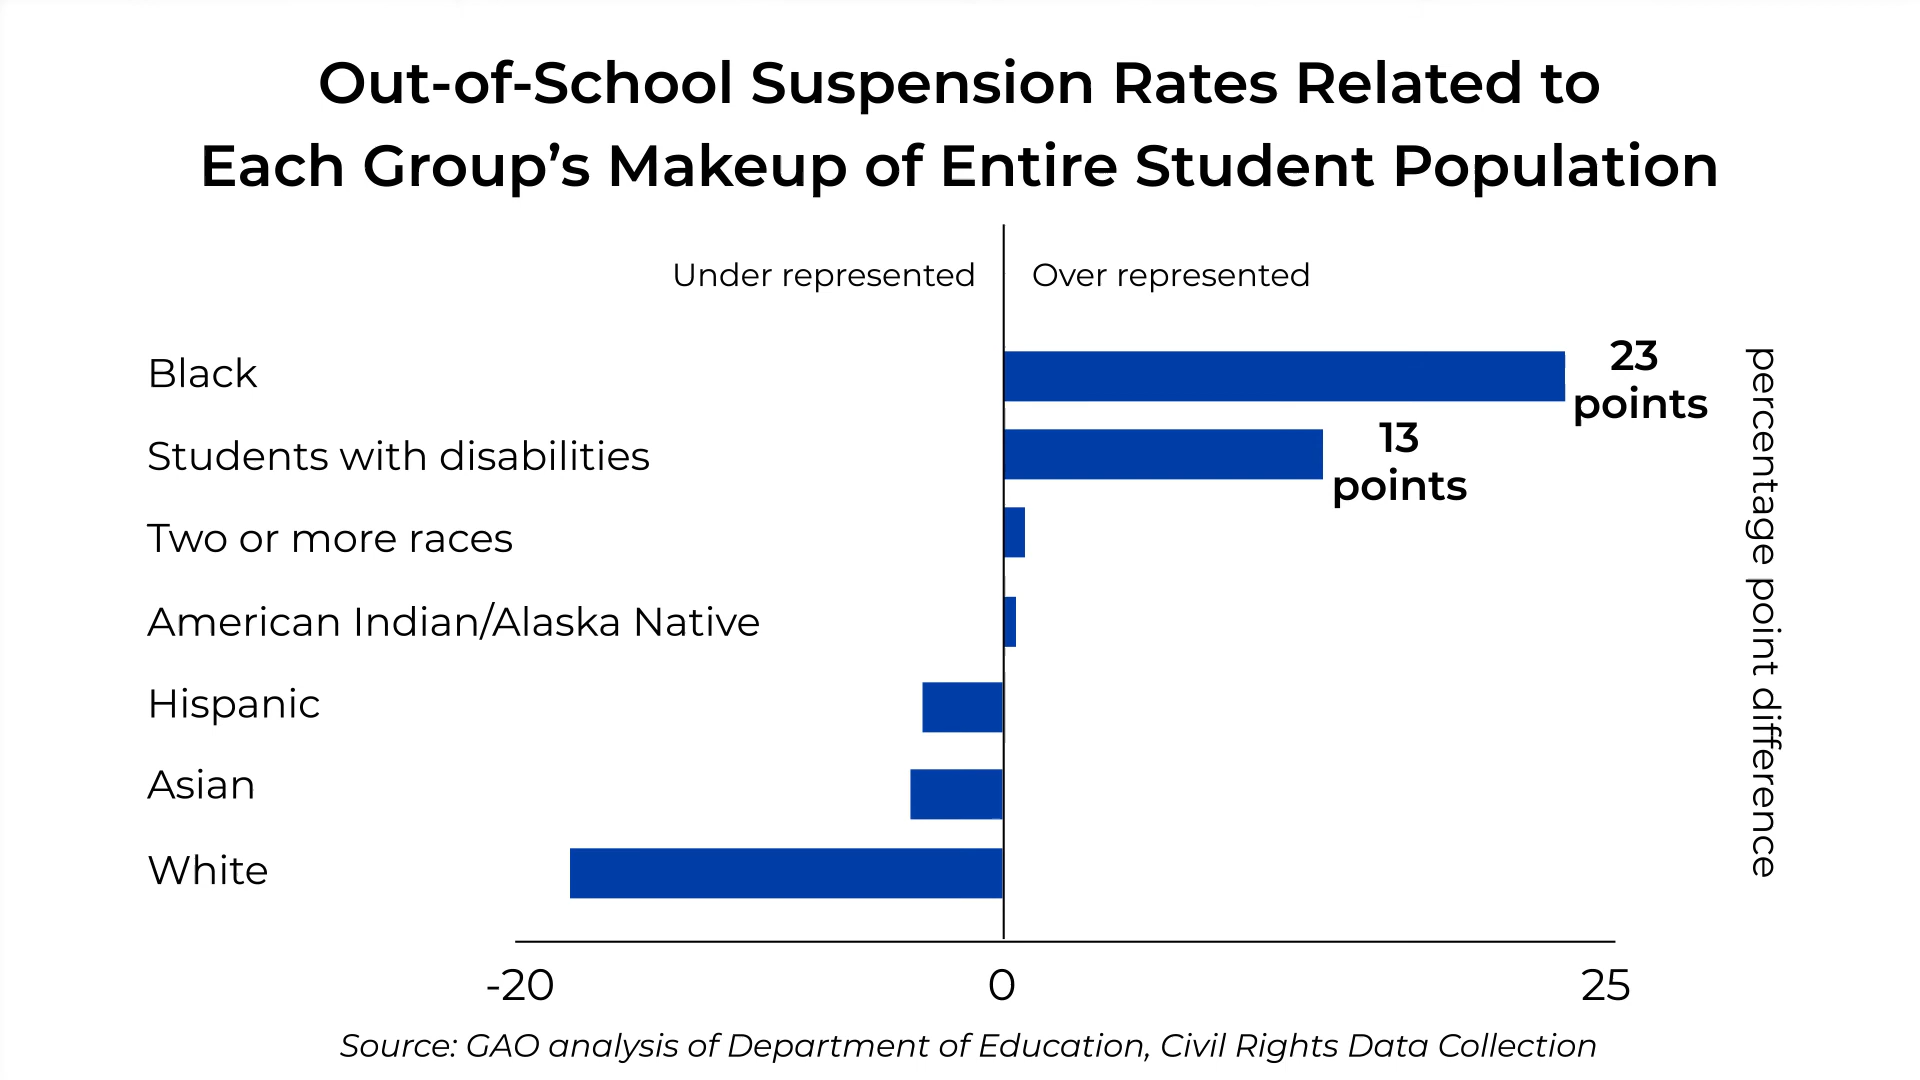 Out-of-School Suspension Rates Related to
Each Group’s Makeup of Entire Student Population
Under represented
Over represented
Black
23
points
Students with disabilities
13
points
Two or more races
American Indian/Alaska Native
Hispanic
Asian
White
percentage point difference
-20
0
25
Source: GAO analysis of Department of Education, Civil Rights Data Collection